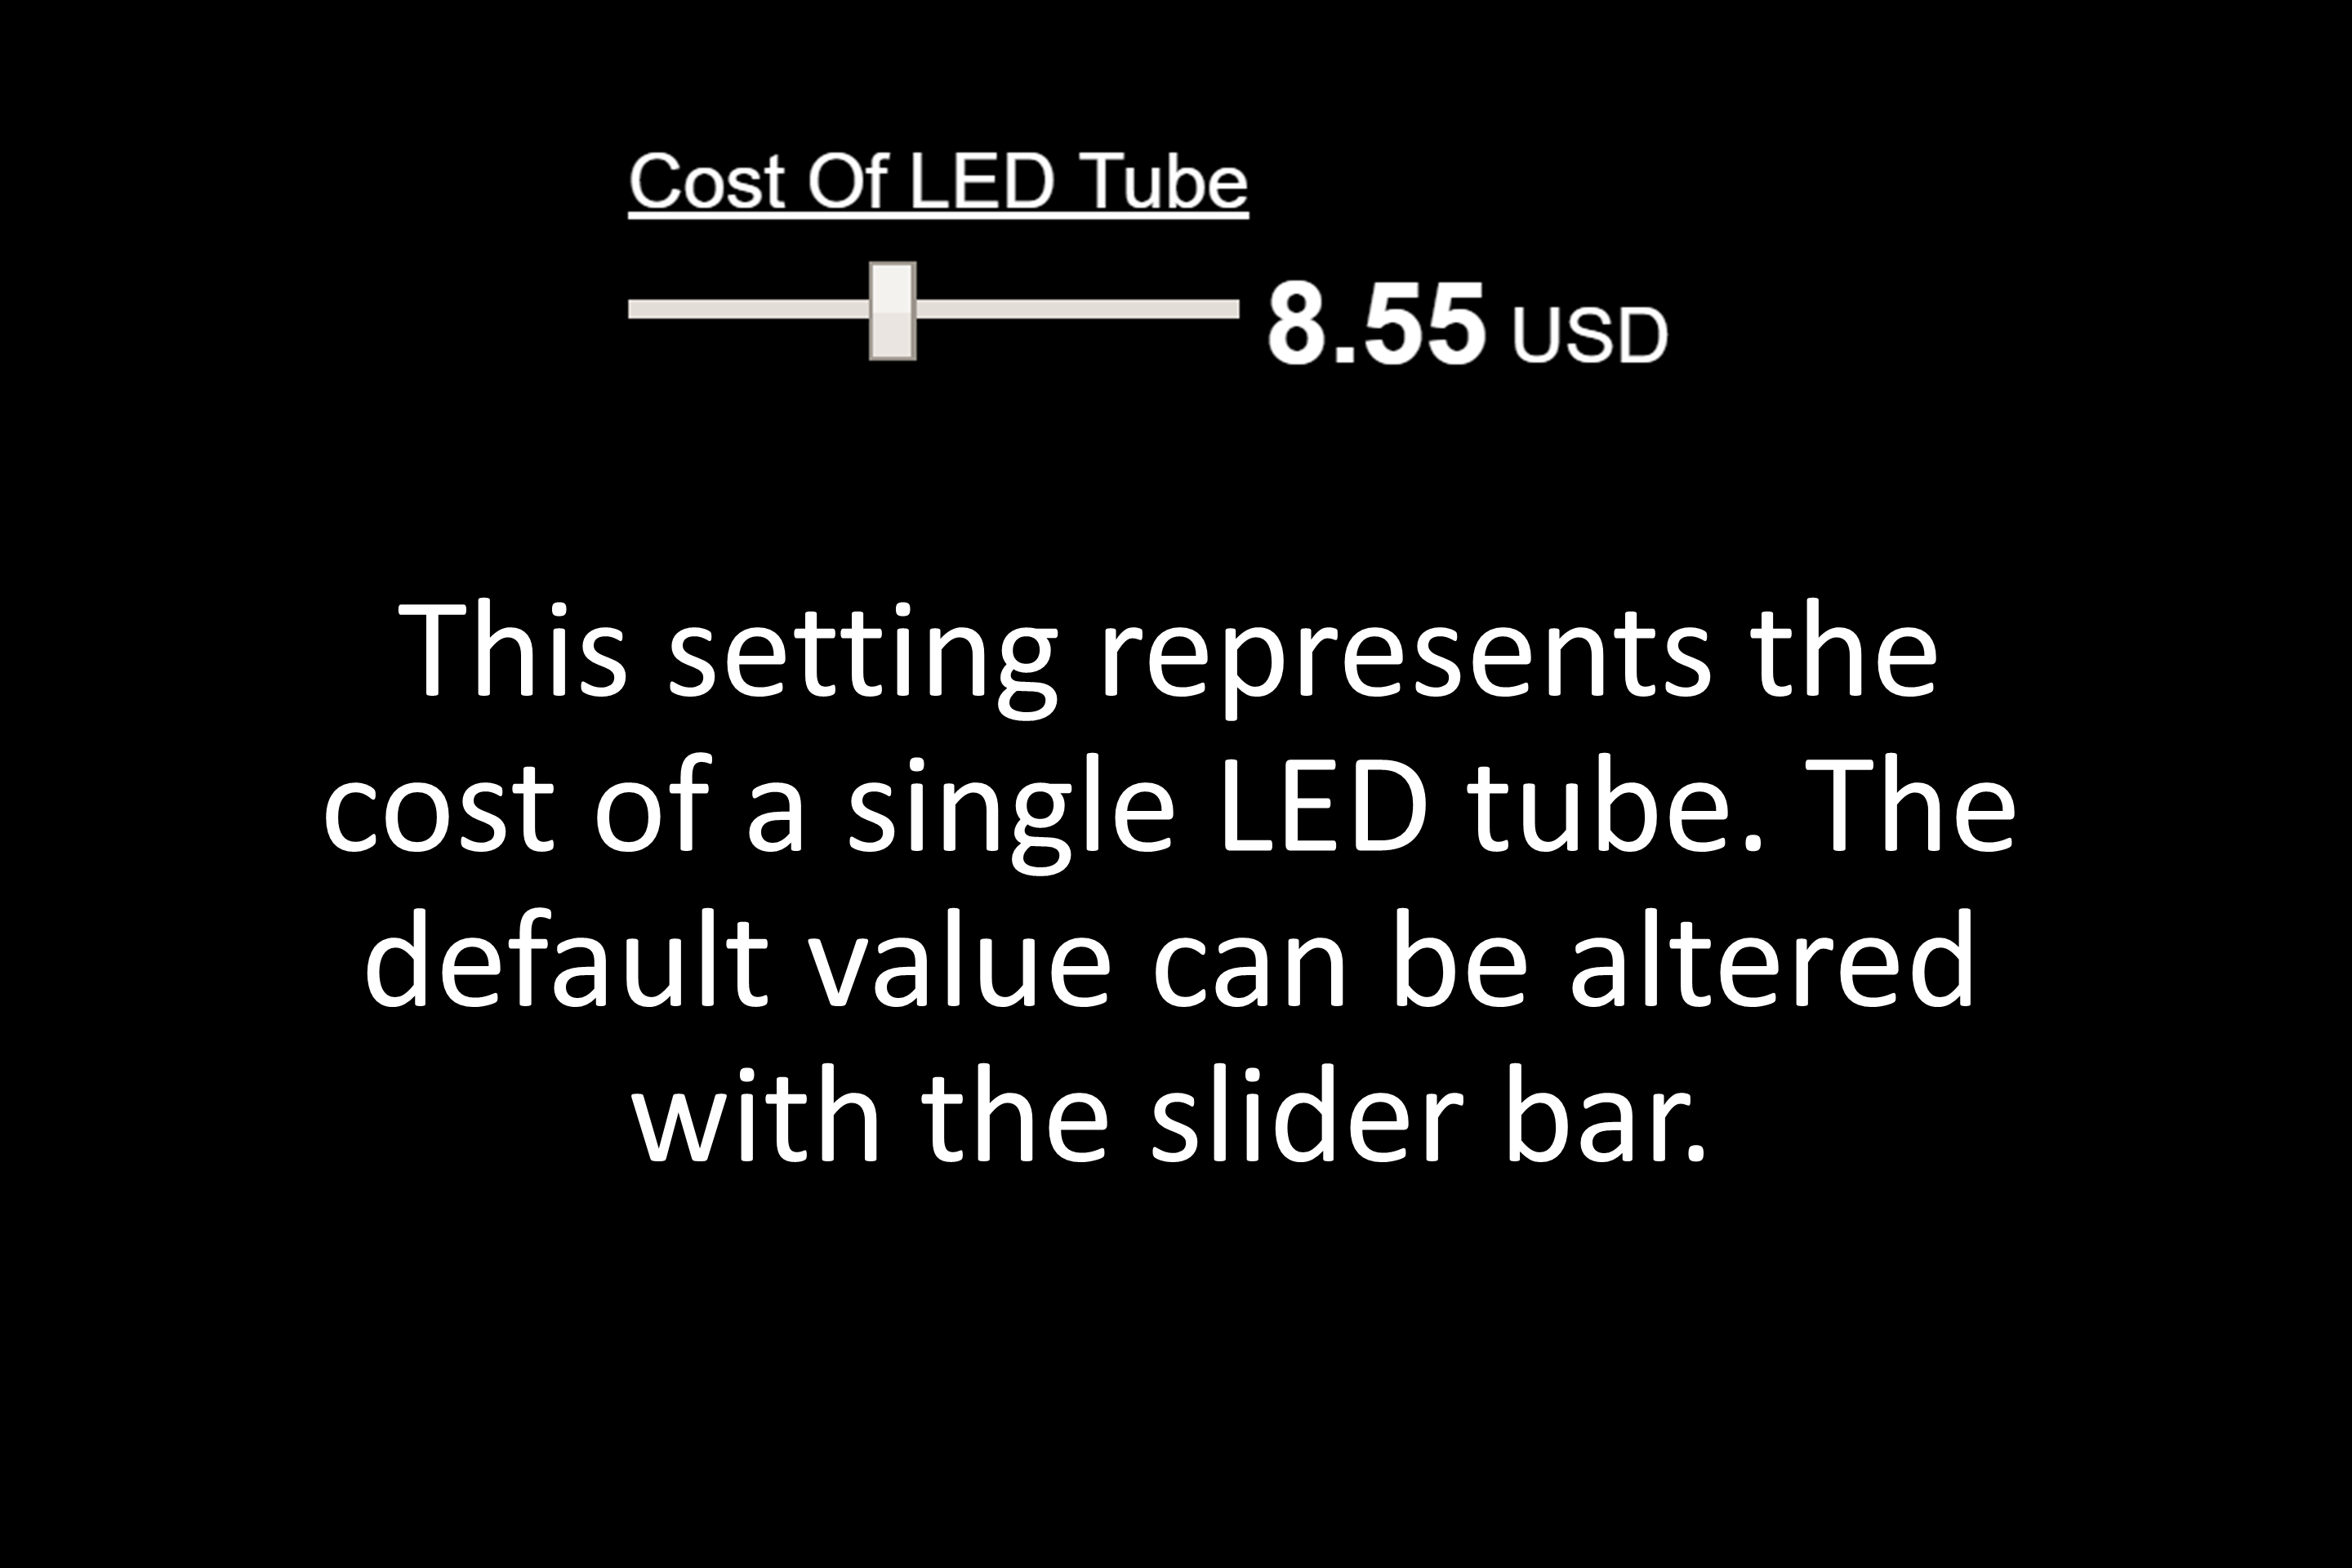 Cost Of LED Tube
8.55 USD
This setting represents the
cost of a single LED tube. The
default value can be altered
with the slider bar.